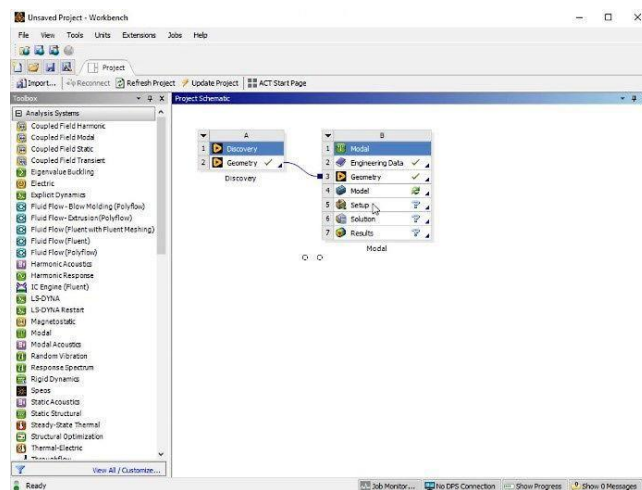 Unsaved Project - Workbench
File View Tools Units Extensions Jobs Help
Project
Import... Reconnect Refresh Project Update Project ACT Start Page
Toolbox
Project Schematic
Analysis Systems
Coupled Field Harmonic
Coupled Field Modal
Coupled Field Static
Coupled Field Transient
Eigenvalue Buckling
Electric
Explicit Dynamics
Fluid Flow - Blow Molding (Polyflow)
Fluid Flow - Extrusion (Polyflow)
Fluid Flow (Fluent with Fluent Meshing)
Fluid Flow (Fluent)
Fluid Flow (Polyflow)
Harmonic Acoustics
Harmonic Response
IC Engine (Fluent)
LS-DYNA
LS-DYNA Restart
Magnetostatic
Modal
Modal Acoustics
Random Vibration
Response Spectrum
Rigid Dynamics
Speos
Static Acoustics
Static Structural
Steady-State Thermal
Structural Optimization
Thermal-Electric
Throughflow
View All / Customize...
A
1 Discovery
2 Geometry
Discovery
B
1 Modal
2 Engineering Data
3 Geometry
4 Model
5 Setup
6 Solution
7 Results
Modal
Ready
Job Monitor... No DPS Connection Show Progress Show 0 Messages